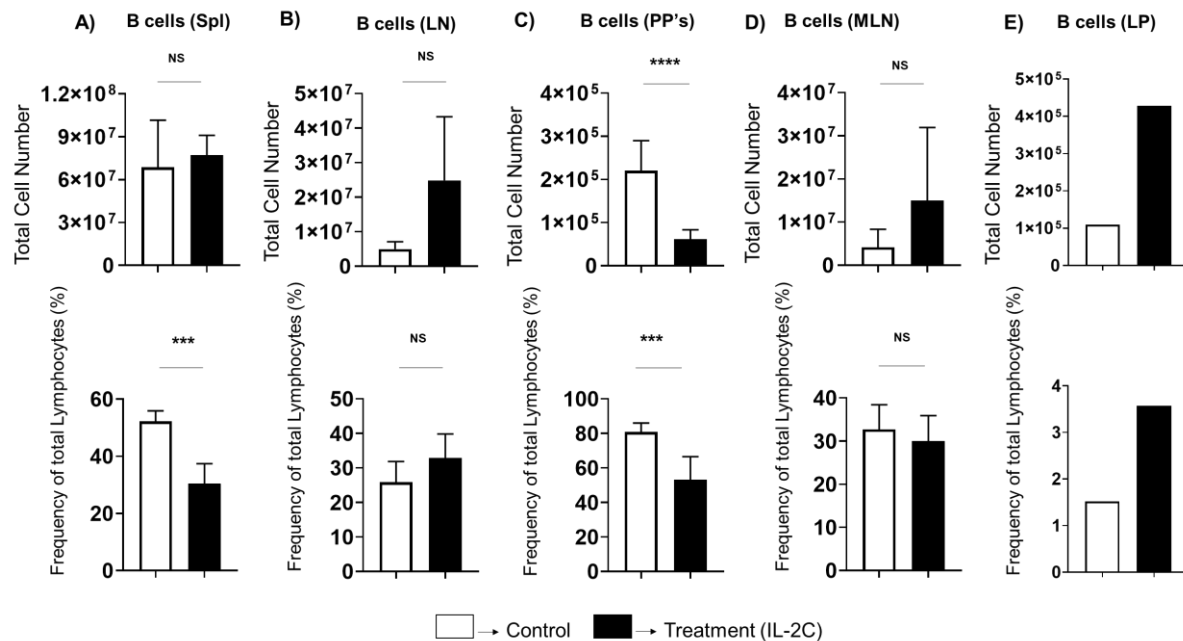 A) B cells (Spl)
NS
Total Cell Number
1.2×10⁸
9×10⁷
6×10⁷
3×10⁷
0
B) B cells (LN)
NS
Total Cell Number
5×10⁷
4×10⁷
3×10⁷
2×10⁷
1×10⁷
0
C) B cells (PP's)
****
Total Cell Number
4×10⁵
3×10⁵
2×10⁵
1×10⁵
0
D) B cells (MLN)
NS
Total Cell Number
4×10⁷
3×10⁷
2×10⁷
1×10⁷
0
E) B cells (LP)
Total Cell Number
5×10⁵
4×10⁵
3×10⁵
2×10⁵
1×10⁵
0
***
Frequency of total Lymphocytes (%)
60
40
20
0
NS
Frequency of total Lymphocytes (%)
50
40
30
20
10
0
***
Frequency of total Lymphocytes (%)
100
80
60
40
20
0
NS
Frequency of total Lymphocytes (%)
40
30
20
10
0
Frequency of total Lymphocytes (%)
4
3
2
1
0
→ Control
→ Treatment (IL-2C)